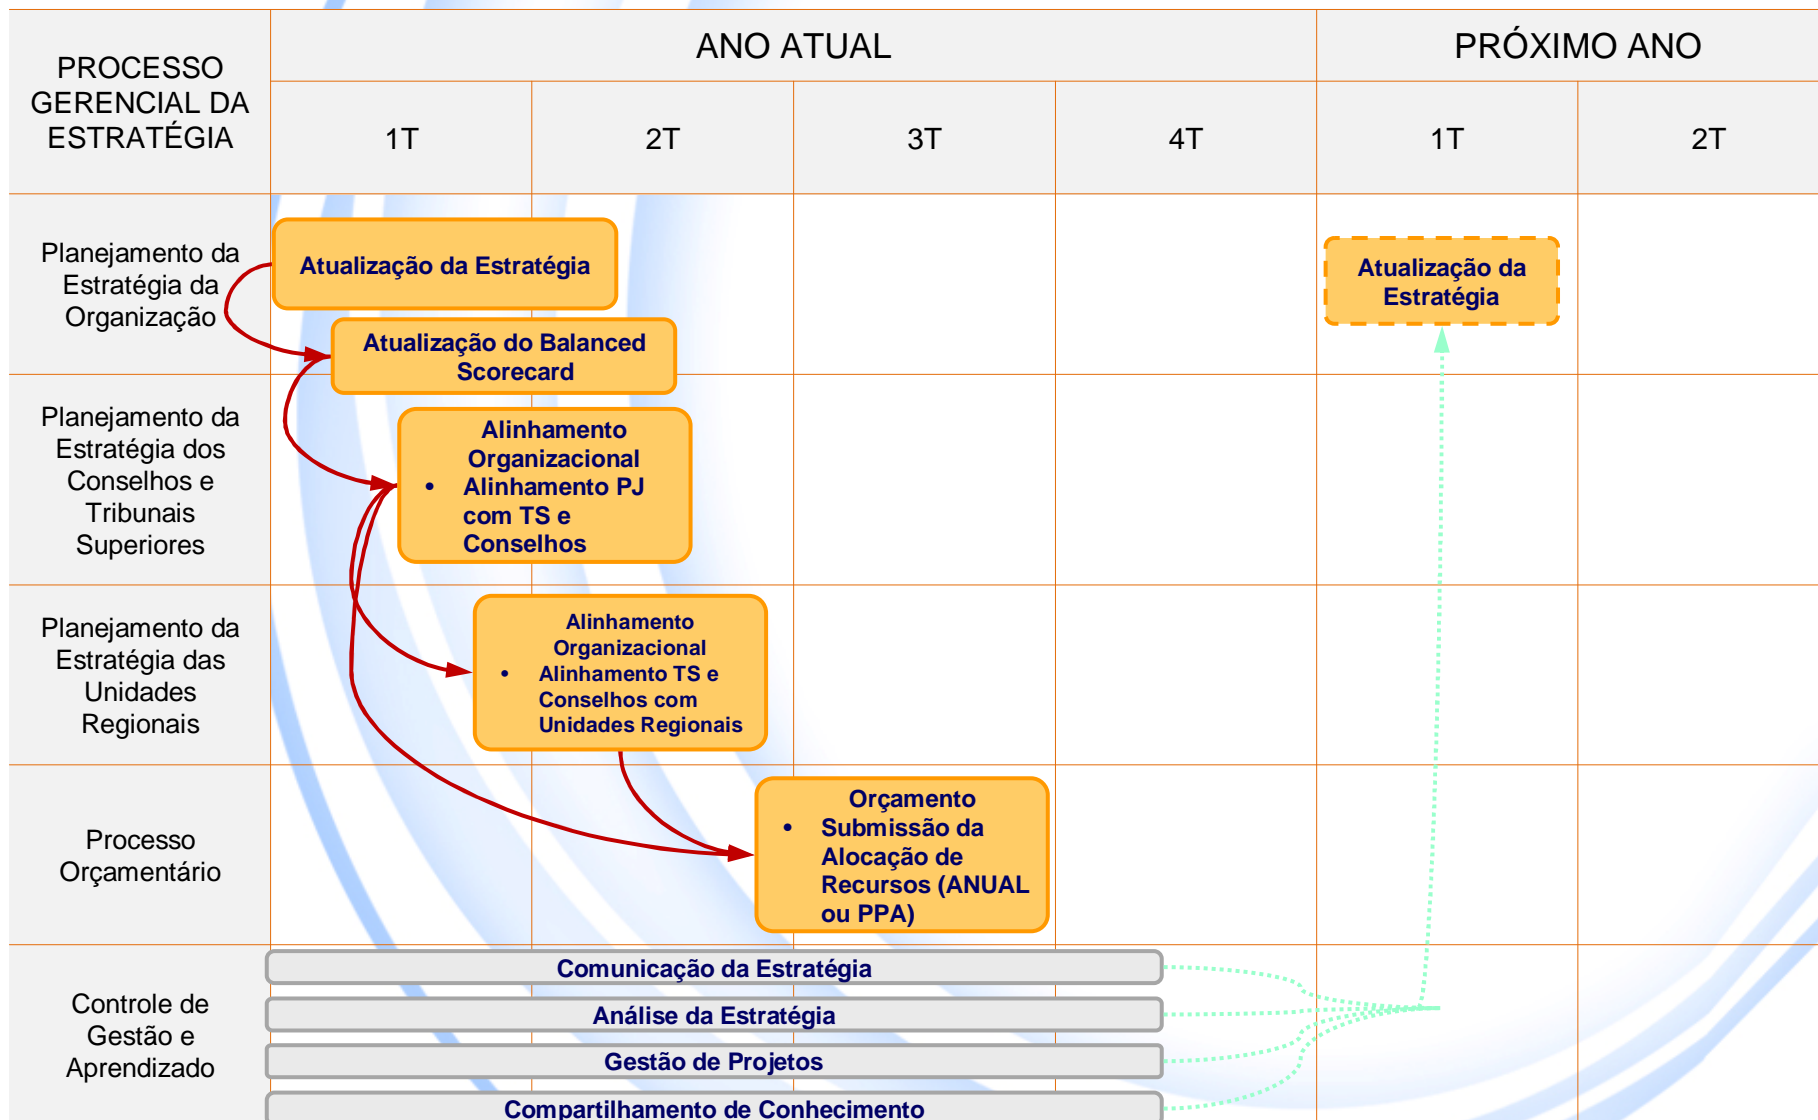 PROCESSO
GERENCIAL DA
ESTRATÉGIA
ANO ATUAL
PRÓXIMO ANO
1T
2T
3T
4T
1T
2T
Planejamento da
Estratégia da
Organização
Atualização da Estratégia
Atualização da
Estratégia
Atualização do Balanced
Scorecard
Planejamento da
Estratégia dos
Conselhos e
Tribunais
Superiores
Alinhamento
Organizacional
• Alinhamento PJ
com TS e
Conselhos
Planejamento da
Estratégia das
Unidades
Regionais
Alinhamento
Organizacional
• Alinhamento TS e
Conselhos com
Unidades Regionais
Processo
Orçamentário
Orçamento
• Submissão da
Alocação de
Recursos (ANUAL
ou PPA)
Controle de
Gestão e
Aprendizado
Comunicação da Estratégia
Análise da Estratégia
Gestão de Projetos
Compartilhamento de Conhecimento